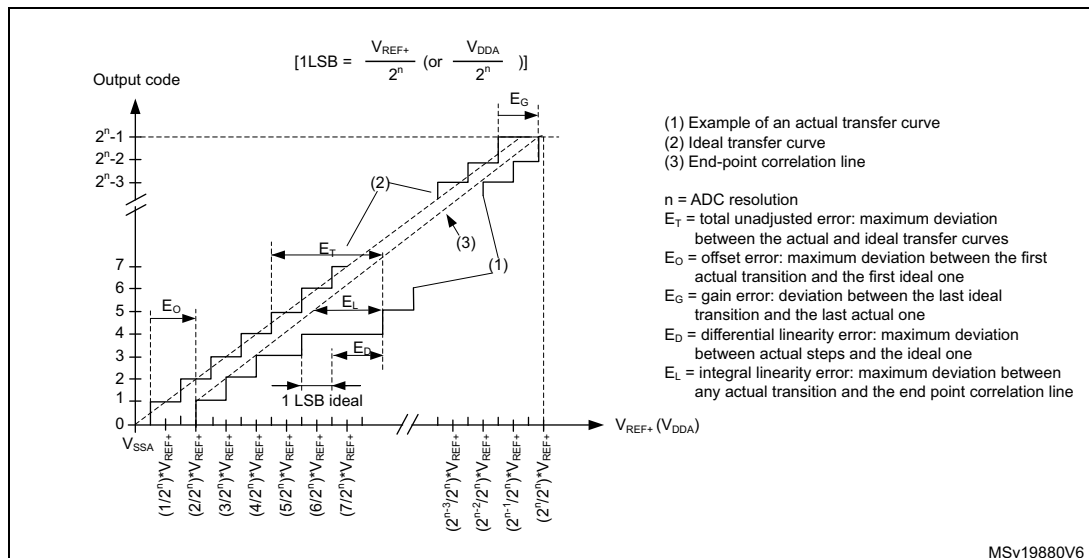 [1LSB = V_REF+ / 2^n (or V_DDA / 2^n )]
Output code
E_G
2^n-1
2^n-2
2^n-3
7
6
5
4
3
2
1
0
(2)
(3)
(1)
E_T
E_O
E_L
E_D
1 LSB ideal
V_SSA
(1/2^n)*V_REF+
(2/2^n)*V_REF+
(3/2^n)*V_REF+
(4/2^n)*V_REF+
(5/2^n)*V_REF+
(6/2^n)*V_REF+
(7/2^n)*V_REF+
(2^n-3/2^n)*V_REF+
(2^n-2/2^n)*V_REF+
(2^n-1/2^n)*V_REF+
(2^n/2^n)*V_REF+
V_REF+ (V_DDA)
(1) Example of an actual transfer curve
(2) Ideal transfer curve
(3) End-point correlation line
n = ADC resolution
E_T = total unadjusted error: maximum deviation
between the actual and ideal transfer curves
E_O = offset error: maximum deviation between the first
actual transition and the first ideal one
E_G = gain error: deviation between the last ideal
transition and the last actual one
E_D = differential linearity error: maximum deviation
between actual steps and the ideal one
E_L = integral linearity error: maximum deviation between
any actual transition and the end point correlation line
MSv19880V6